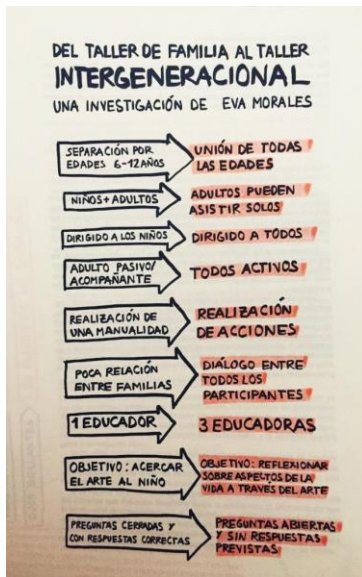 DEL TALLER DE FAMILIA AL TALLER
INTERGENERACIONAL
UNA INVESTIGACIÓN DE EVA MORALES
SEPARACIÓN POR
EDADES 6-12 AÑOS
UNIÓN DE TODAS
LAS EDADES
NIÑOS + ADULTOS
ADULTOS PUEDEN
ASISTIR SOLOS
DIRIGIDO A LOS NIÑOS
DIRIGIDO A TODOS
ADULTO PASIVO/
ACOMPAÑANTE
TODOS ACTIVOS
REALIZACIÓN DE
UNA MANUALIDAD
REALIZACIÓN
DE ACCIONES
POCA RELACIÓN
ENTRE FAMILIAS
DIÁLOGO ENTRE
TODOS LOS
PARTICIPANTES
1 EDUCADOR
3 EDUCADORAS
OBJETIVO: ACERCAR
EL ARTE AL NIÑO
OBJETIVO: REFLEXIONAR
SOBRE ASPECTOS DE LA
VIDA A TRAVÉS DEL ARTE
PREGUNTAS CERRADAS Y
CON RESPUESTAS CORRECTAS
PREGUNTAS ABIERTAS
Y SIN RESPUESTAS
PREVISTAS